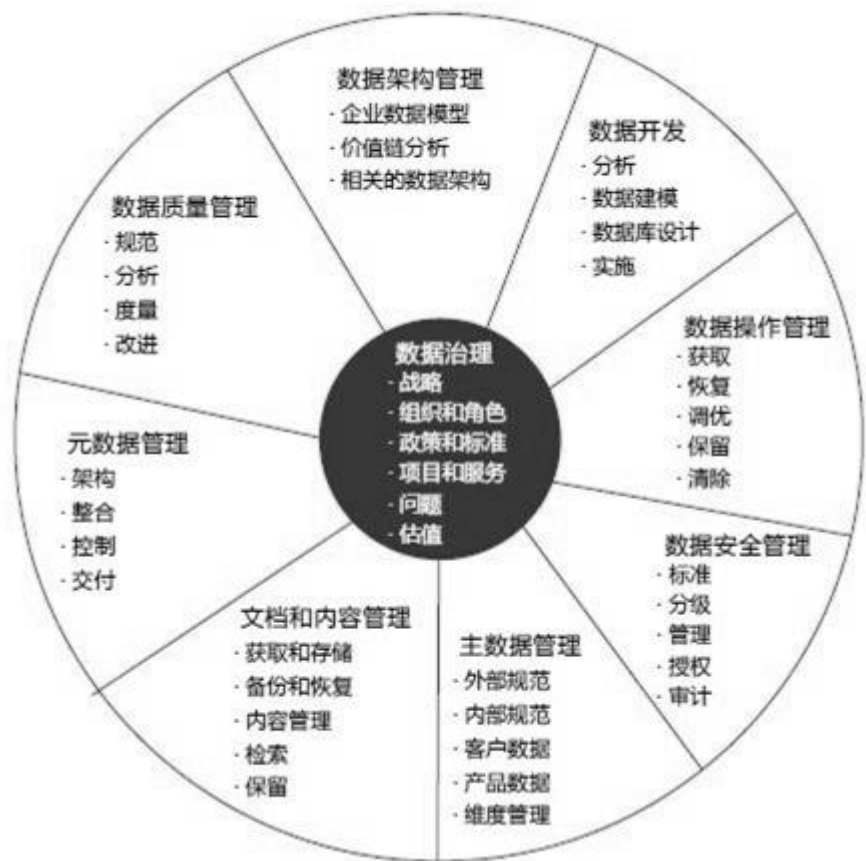 数据架构管理
· 企业数据模型
· 价值链分析
· 相关的数据架构
数据开发
· 分析
· 数据建模
· 数据库设计
· 实施
数据操作管理
· 获取
· 恢复
· 调优
· 保留
· 清除
数据安全管理
· 标准
· 分级
· 管理
· 授权
· 审计
主数据管理
· 外部规范
· 内部规范
· 客户数据
· 产品数据
· 维度管理
文档和内容管理
· 获取和存储
· 备份和恢复
· 内容管理
· 检索
· 保留
元数据管理
· 架构
· 整合
· 控制
· 交付
数据质量管理
· 规范
· 分析
· 度量
· 改进
数据治理
· 战略
· 组织和角色
· 政策和标准
· 项目和服务
· 问题
· 估值